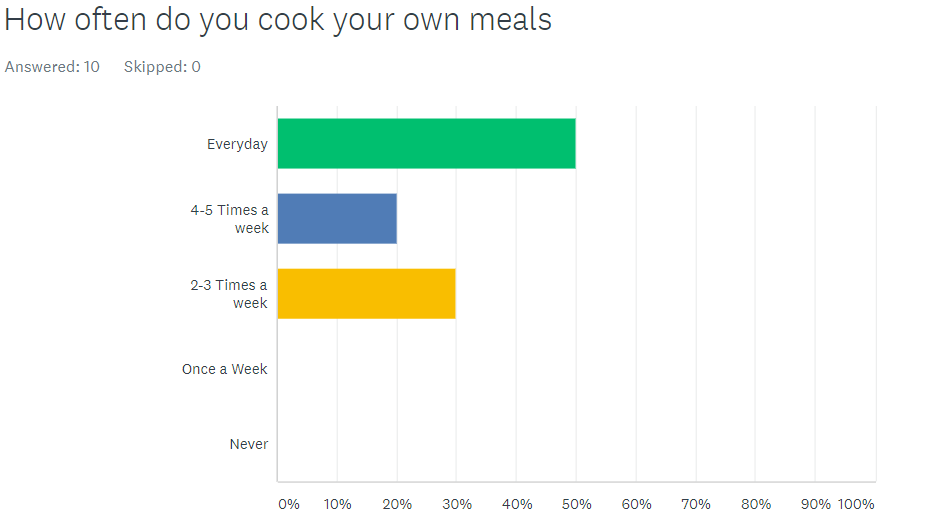 How often do you cook your own meals
Answered: 10 Skipped: 0
Everyday
4-5 Times a
week
2-3 Times a
week
Once a Week
Never
0% 10% 20% 30% 40% 50% 60% 70% 80% 90% 100%